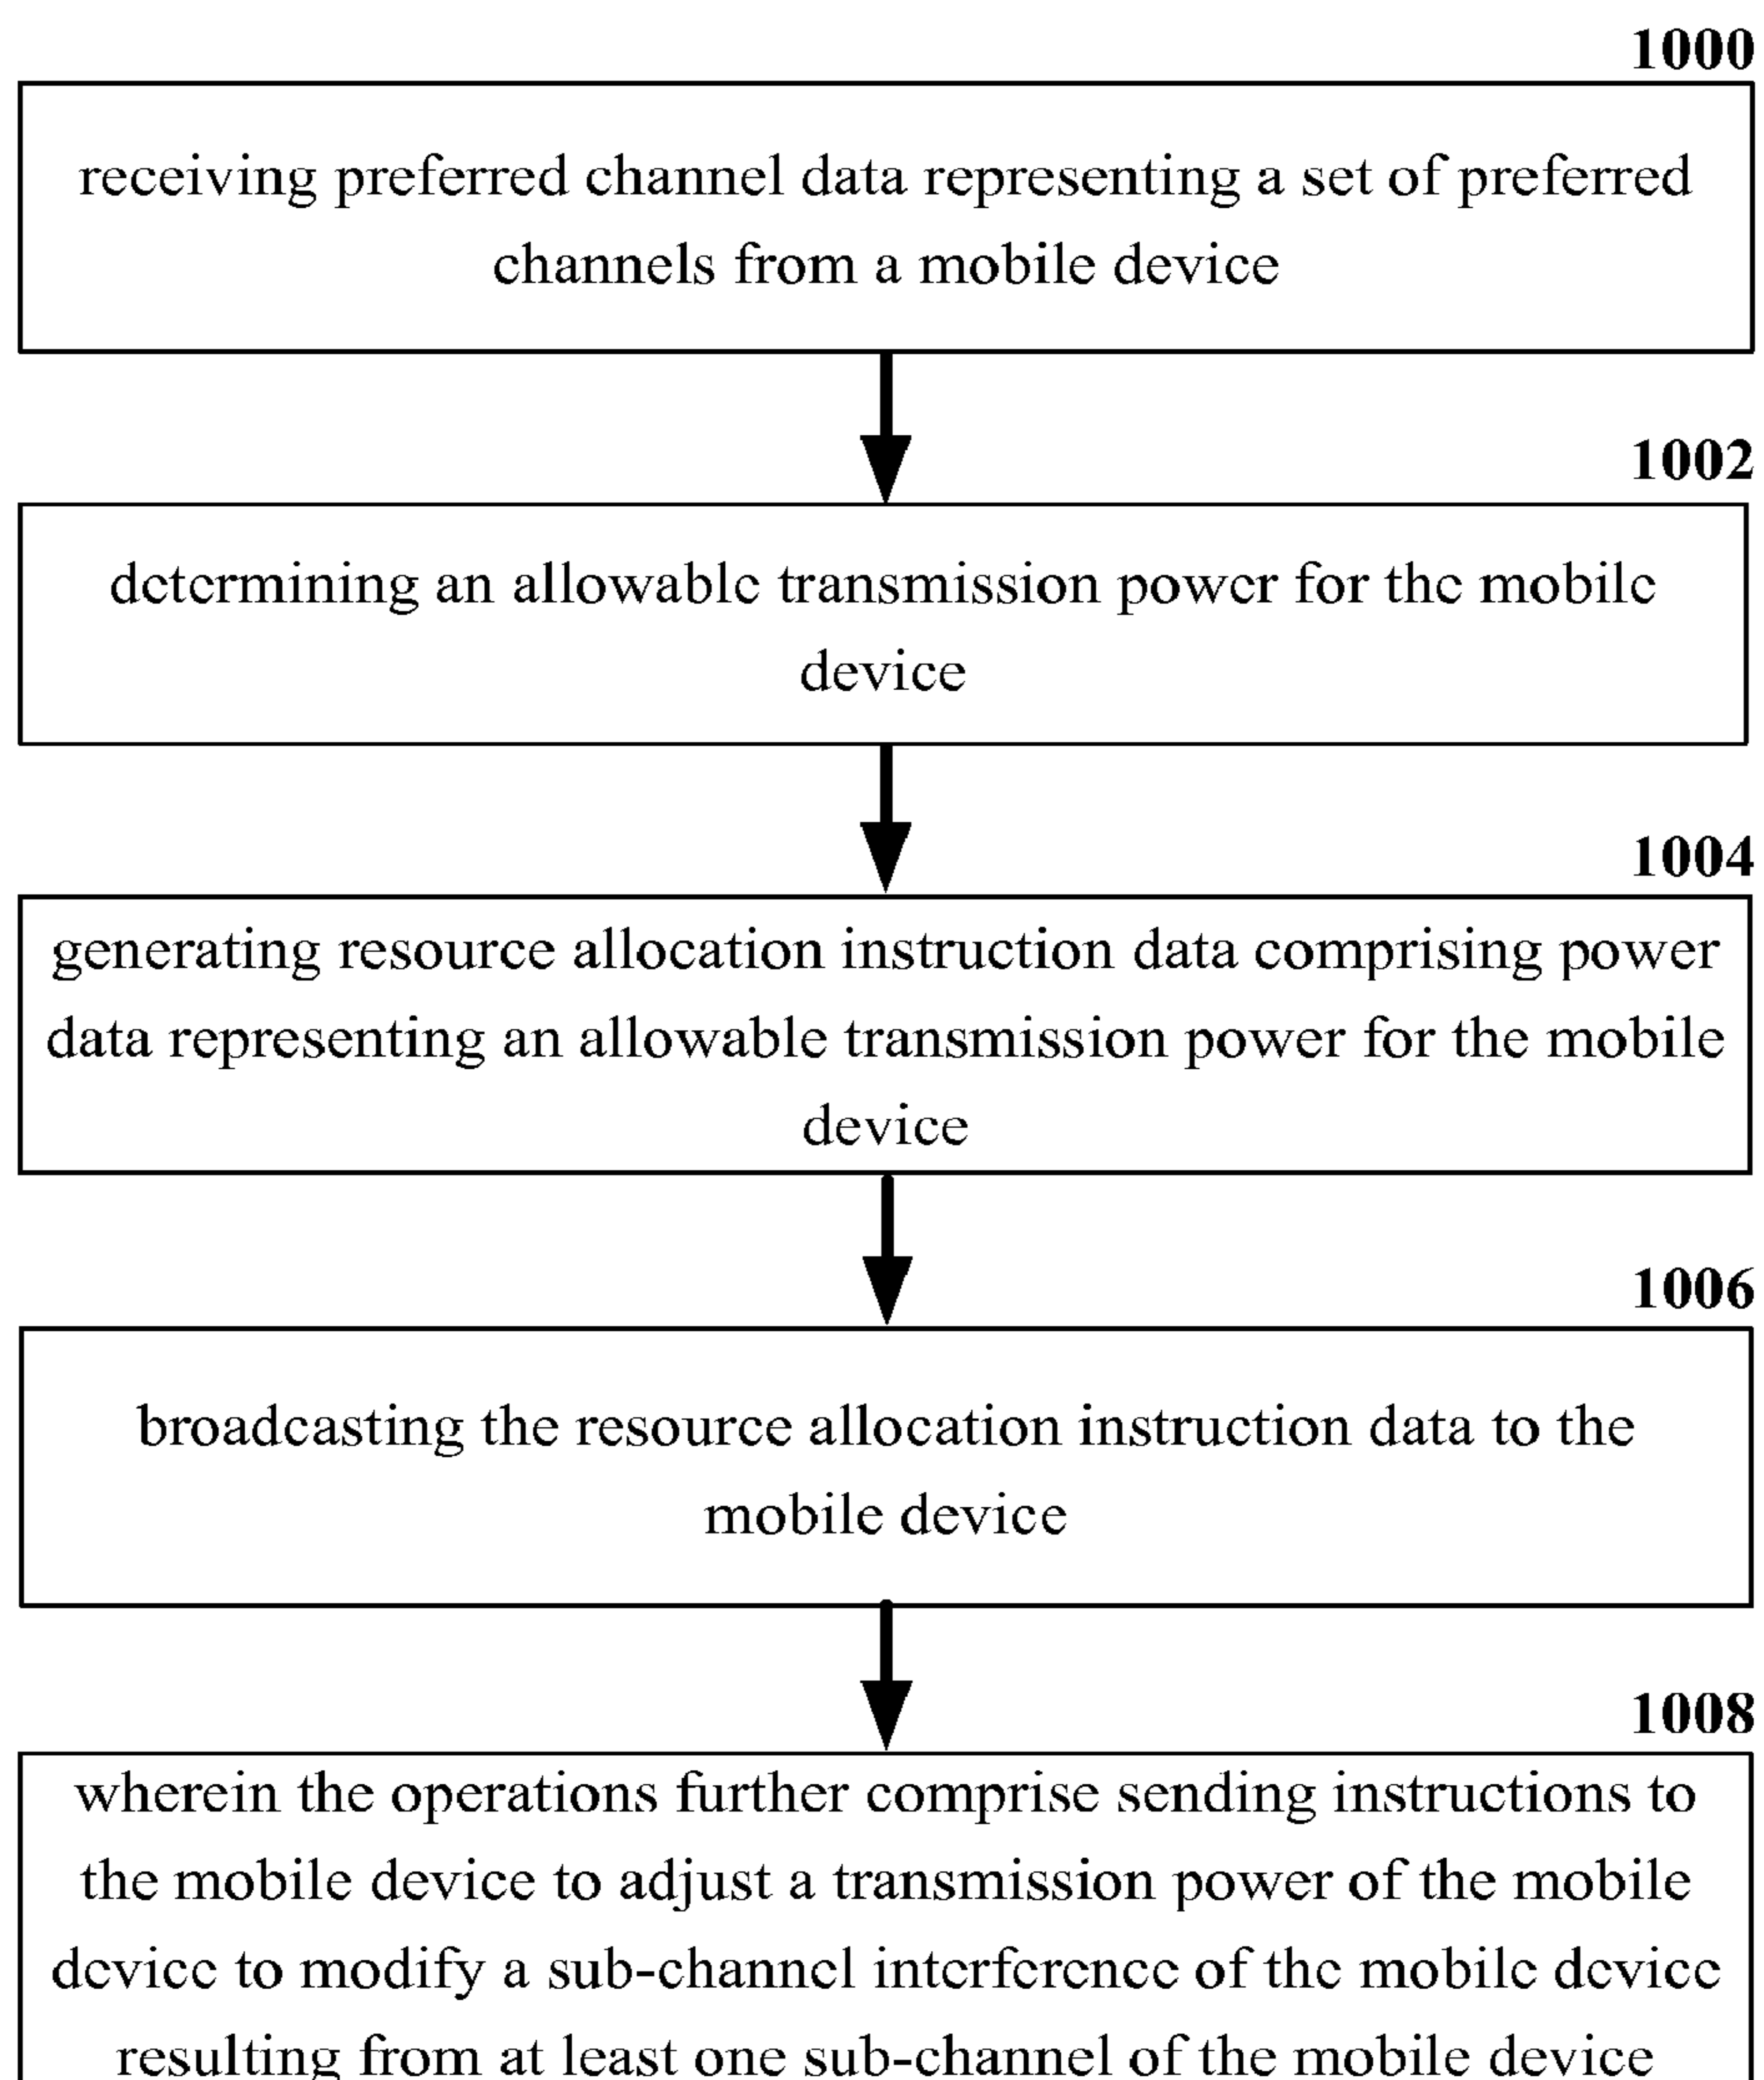 1000
receiving preferred channel data representing a set of preferred
channels from a mobile device
1002
determining an allowable transmission power for the mobile
device
1004
generating resource allocation instruction data comprising power
data representing an allowable transmission power for the mobile
device
1006
broadcasting the resource allocation instruction data to the
mobile device
1008
wherein the operations further comprise sending instructions to
the mobile device to adjust a transmission power of the mobile
device to modify a sub-channel interference of the mobile device
resulting from at least one sub-channel of the mobile device